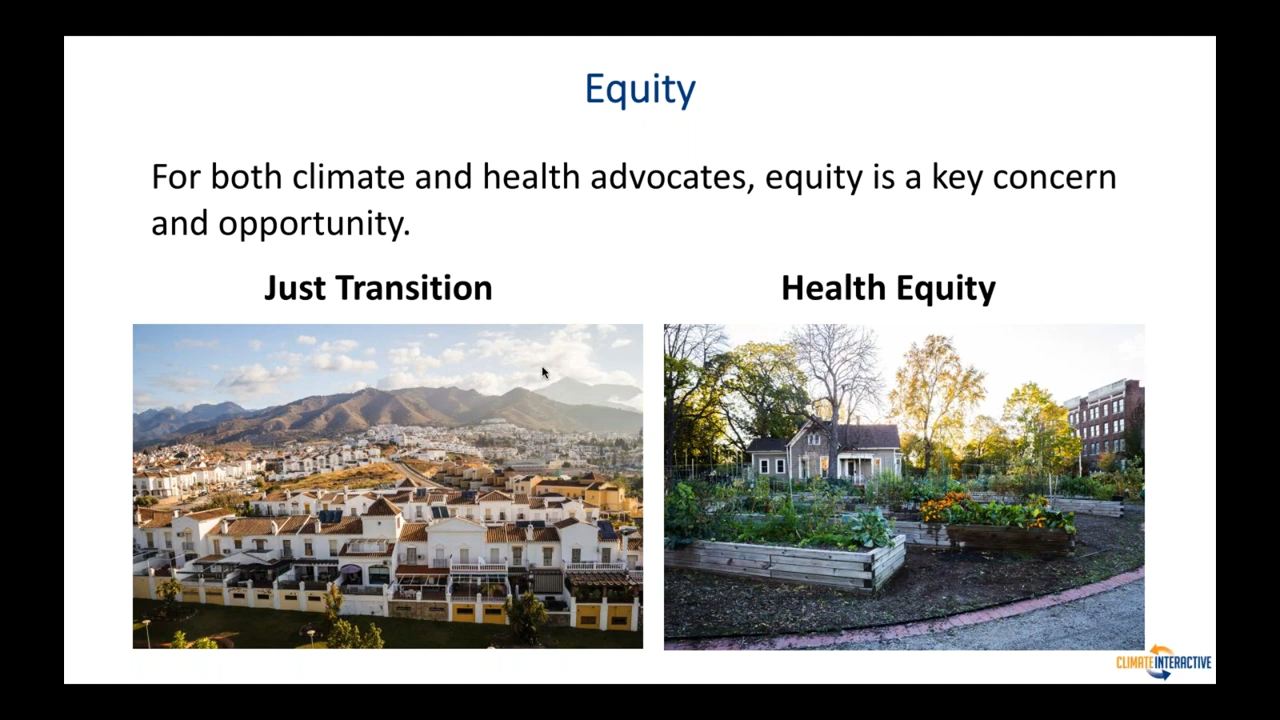 Equity
For both climate and health advocates, equity is a key concern
and opportunity.
Just Transition
Health Equity
CLIMATE INTERACTIVE